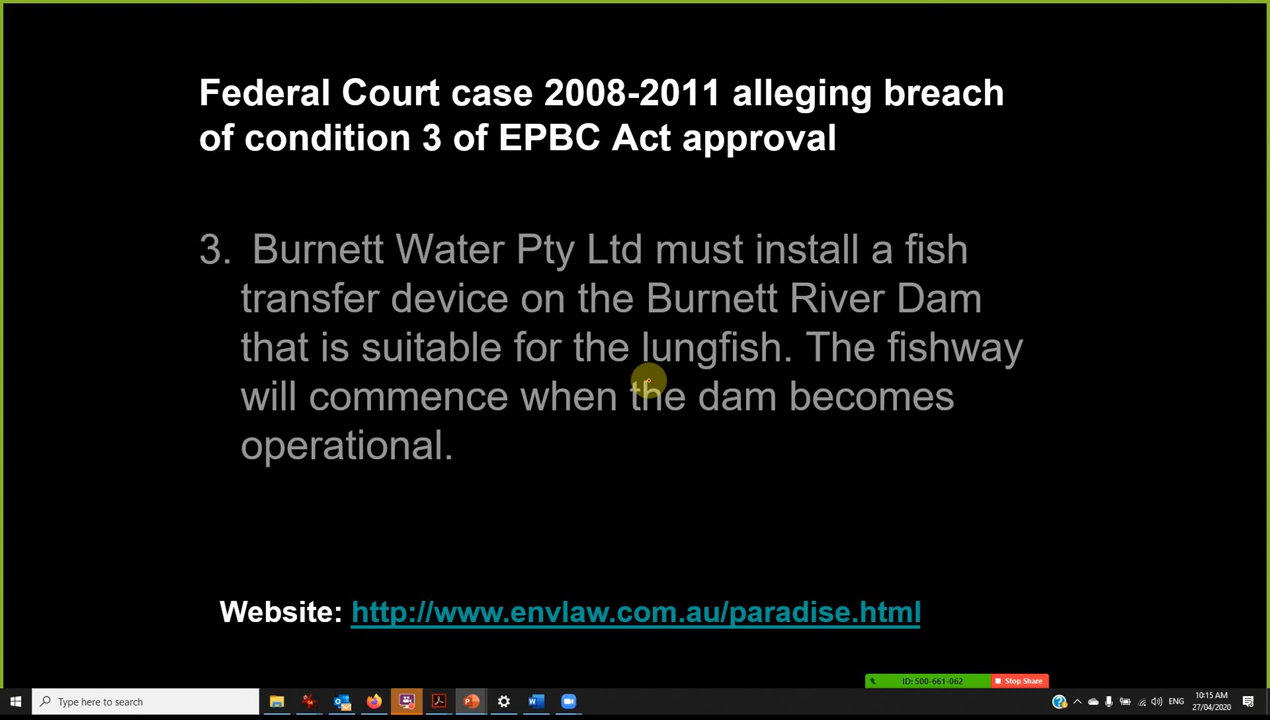 Federal Court case 2008-2011 alleging breach
of condition 3 of EPBC Act approval
3. Burnett Water Pty Ltd must install a fish
transfer device on the Burnett River Dam
that is suitable for the lungfish. The fishway
will commence when the dam becomes
operational.
Website: http://www.envlaw.com.au/paradise.html
ID: 500-661-062
Stop Share
Type here to search
ENG
10:15 AM
27/04/2020